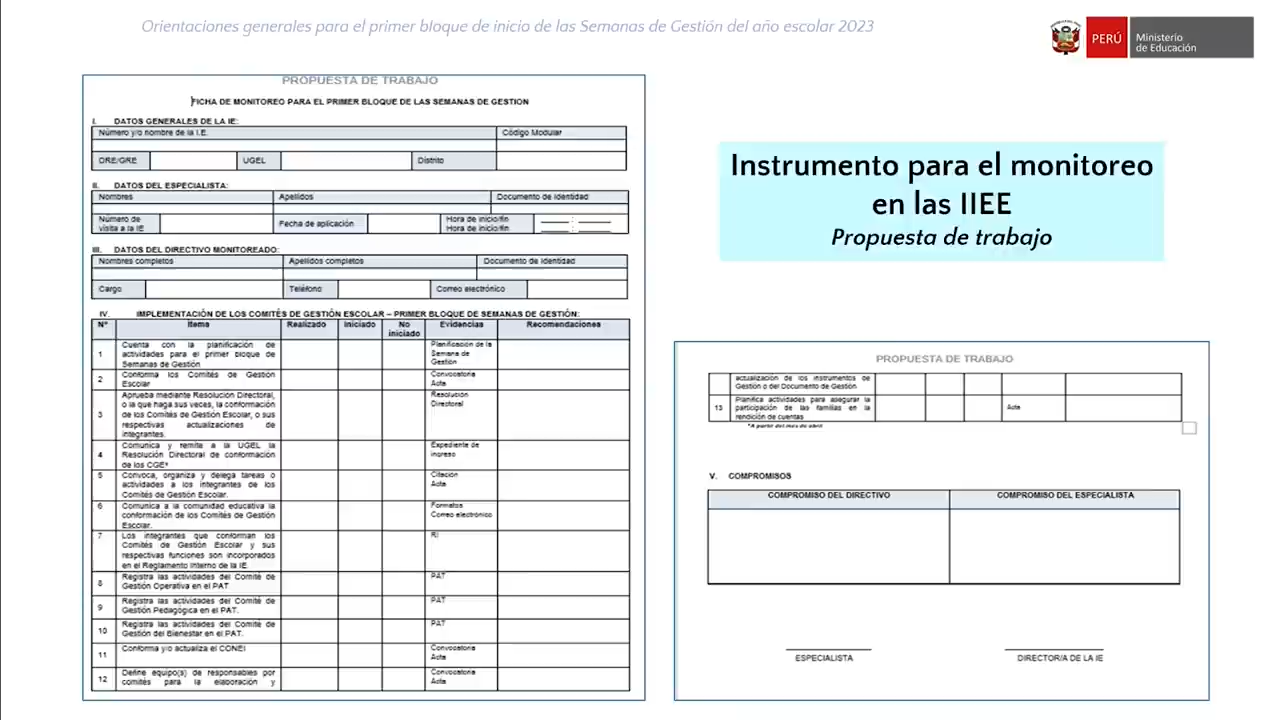 Orientaciones generales para el primer bloque de inicio de las Semanas de Gestión del año escolar 2023
PERÚ
Ministerio
de Educación
PROPUESTA DE TRABAJO
FICHA DE MONITOREO PARA EL PRIMER BLOQUE DE LAS SEMANAS DE GESTION
I. DATOS GENERALES DE LA IE:
Número y/o nombre de la I.E. Código Modular
DRE/GRE UGEL Distrito
II. DATOS DEL ESPECIALISTA:
Nombres Apellidos Documento de Identidad
Número de
visita a la IE
Fecha de aplicación
Hora de inicio/fin
Hora de inicio/fin
____ : ____
____ : ____
III. DATOS DEL DIRECTIVO MONITOREADO:
Nombres completos Apellidos completos Documento de Identidad
Cargo Teléfono Correo electrónico
IV. IMPLEMENTACIÓN DE LOS COMITÉS DE GESTIÓN ESCOLAR – PRIMER BLOQUE DE SEMANAS DE GESTIÓN:
N° Items Realizado Iniciado No
iniciado
Evidencias Recomendaciones
1 Cuenta con la planificación de
actividades para el primer bloque de
Semanas de Gestión
Planificación de la
Semana de
Gestión
2 Conforma los Comités de Gestión
Escolar
Convocatoria
Acta
3 Aprueba mediante Resolución Directoral,
o la que haga sus veces, la conformación
de los Comités de Gestión Escolar, o sus
respectivas actualizaciones de
integrantes.
Resolución
Directoral
4 Comunica y remite a la UGEL la
Resolución Directoral de conformación
de los CGE*
Expediente de
ingreso
5 Convoca, organiza y delega tareas o
actividades a los integrantes de los
Comités de Gestión Escolar.
Citación
Acta
6 Comunica a la comunidad educativa la
conformación de los Comités de Gestión
Escolar.
Formatos
Correo electrónico
7 Los integrantes que conforman los
Comités de Gestión Escolar y sus
respectivas funciones son incorporados
en el Reglamento Interno de la IE
RI
8 Registra las actividades del Comité de
Gestión Operativa en el PAT
PAT
9 Registra las actividades del Comité de
Gestión Pedagógica en el PAT.
PAT
10 Registra las actividades del Comité de
Gestión del Bienestar en el PAT.
PAT
11 Conforma y/o actualiza el CONEI
Convocatoria
Acta
12 Define equipo(s) de responsables por
comités para la elaboración y
Convocatoria
Acta
Instrumento para el monitoreo
en las IIEE
Propuesta de trabajo
PROPUESTA DE TRABAJO
actualización de los instrumentos de
Gestión o del Documento de Gestión
13 Planifica actividades para asegurar la
participación de las familias en la
rendición de cuentas
Acta
*A partir del mes de abril
V. COMPROMISOS
COMPROMISO DEL DIRECTIVO COMPROMISO DEL ESPECIALISTA
ESPECIALISTA DIRECTOR/A DE LA IE